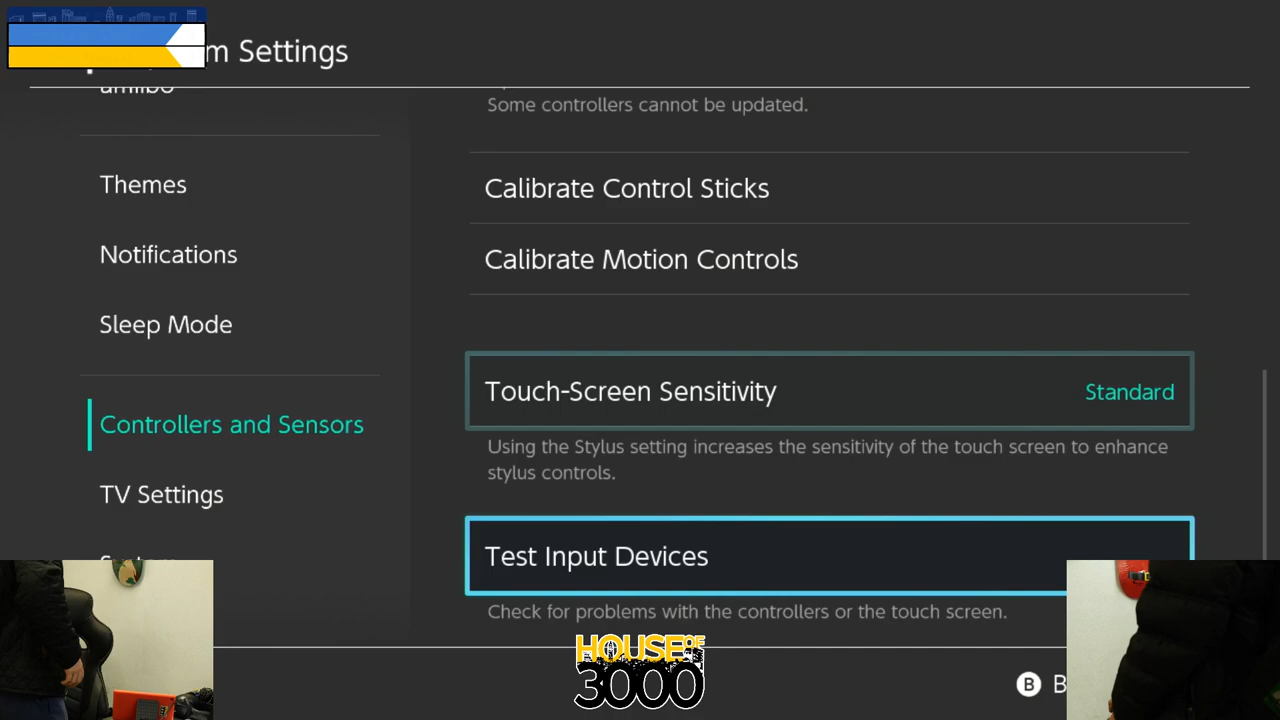 m Settings
amiibo
Themes
Notifications
Sleep Mode
Controllers and Sensors
TV Settings
Some controllers cannot be updated.
Calibrate Control Sticks
Calibrate Motion Controls
Touch-Screen Sensitivity Standard
Using the Stylus setting increases the sensitivity of the touch screen to enhance
stylus controls.
Test Input Devices
Check for problems with the controllers or the touch screen.
HOUSE OF
3000
B B